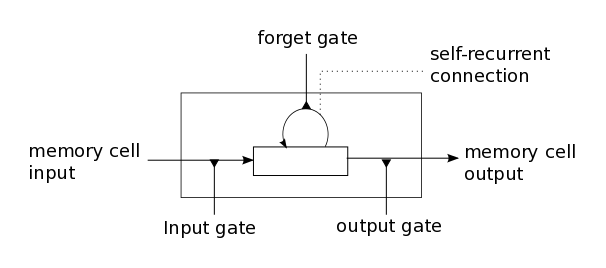 forget gate
self-recurrent
connection
memory cell
input
memory cell
output
Input gate
output gate